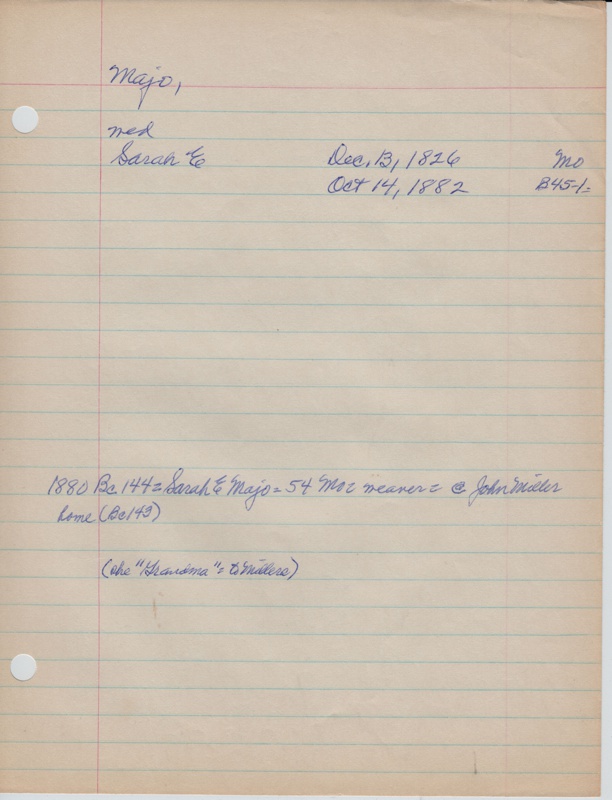 Majo,
wed
Sarah E Dec, 13, 1826 Mo
Oct 14, 1882 B45-1=
1880 Bc 144 = Sarah E Majo = 54 Mo = weaver = @ John Miller
home (Bc 143)
(she "Grandma" = to Millers)